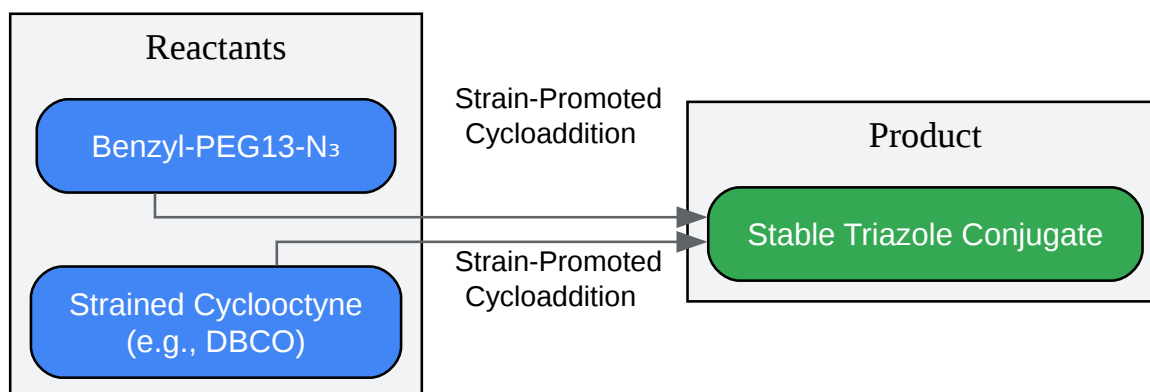 Reactants
Benzyl-PEG13-N₃
Strained Cyclooctyne
(e.g., DBCO)
Strain-Promoted
Cycloaddition
Strain-Promoted
Cycloaddition
Product
Stable Triazole Conjugate